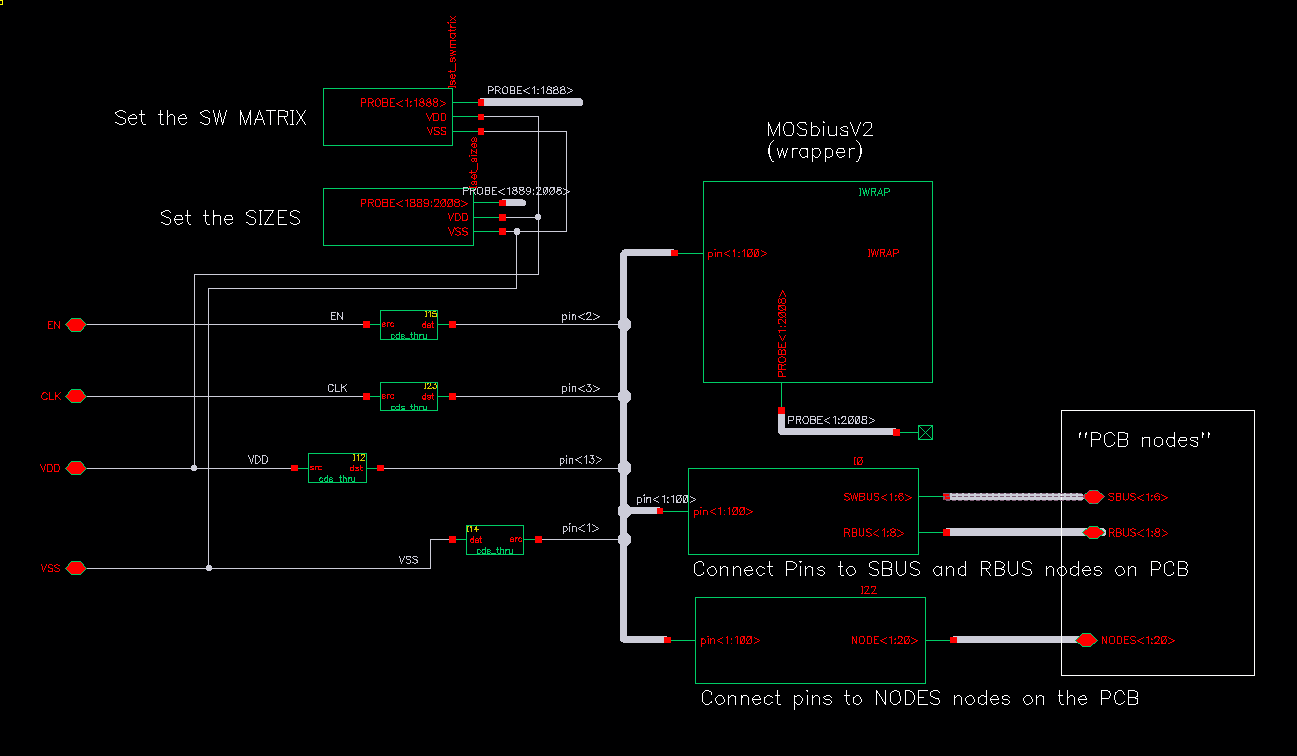 Iset_swmatrix
PROBE<1:1888>
Set the SW MATRIX
PROBE<1:1888>
VDD
VSS
Iset_sizes
PROBE<1889:2008>
Set the SIZES
PROBE<1889:2008>
VDD
VSS
MOSbiusV2
(wrapper)
IWRAP
IWRAP
pin<1:100>
PROBE<1:2008>
PROBE<1:2008>
EN
EN
I15
src
dst
cds_thru
pin<2>
CLK
CLK
I23
src
dst
cds_thru
pin<3>
VDD
VDD
I12
src
dst
cds_thru
pin<13>
VSS
VSS
I14
dst
src
cds_thru
pin<1>
pin<1:100>
I0
pin<1:100>
SWBUS<1:6>
RBUS<1:8>
"PCB nodes"
SBUS<1:6>
RBUS<1:8>
Connect Pins to SBUS and RBUS nodes on PCB
I22
pin<1:100>
NODE<1:20>
NODES<1:20>
Connect pins to NODES nodes on the PCB